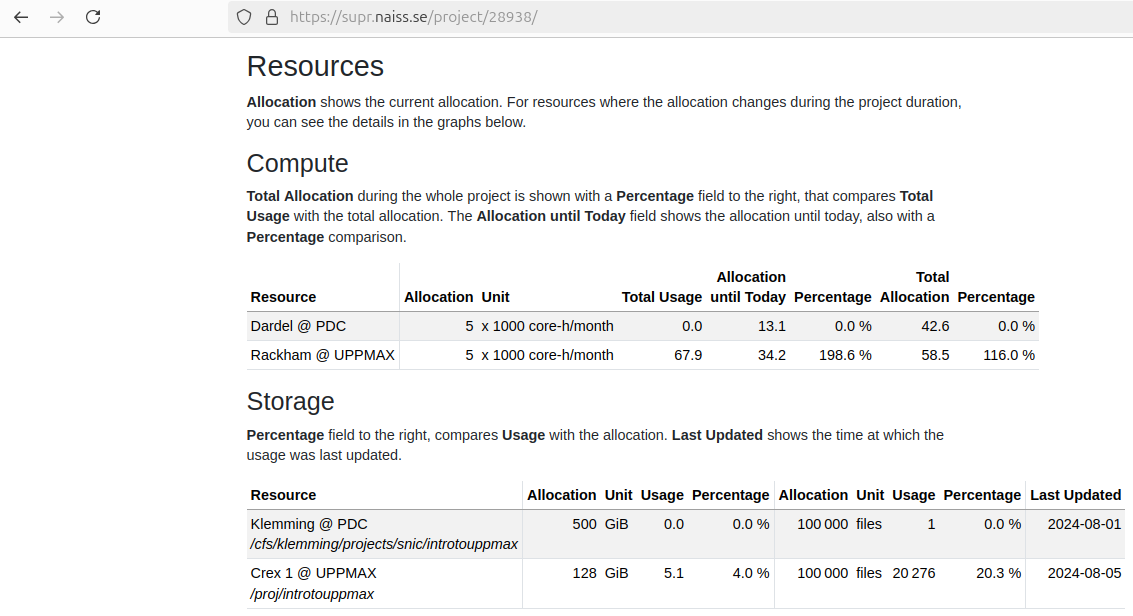 https://supr.naiss.se/project/28938/
Resources
Allocation shows the current allocation. For resources where the allocation changes during the project duration,
you can see the details in the graphs below.
Compute
Total Allocation during the whole project is shown with a Percentage field to the right, that compares Total
Usage with the total allocation. The Allocation until Today field shows the allocation until today, also with a
Percentage comparison.
Allocation Total
Resource Allocation Unit Total Usage until Today Percentage Allocation Percentage
Dardel @ PDC 5 x 1000 core-h/month 0.0 13.1 0.0 % 42.6 0.0 %
Rackham @ UPPMAX 5 x 1000 core-h/month 67.9 34.2 198.6 % 58.5 116.0 %
Storage
Percentage field to the right, compares Usage with the allocation. Last Updated shows the time at which the
usage was last updated.
Resource Allocation Unit Usage Percentage Allocation Unit Usage Percentage Last Updated
Klemming @ PDC 500 GiB 0.0 0.0 % 100 000 files 1 0.0 % 2024-08-01
/cfs/klemming/projects/snic/introtouppmax
Crex 1 @ UPPMAX 128 GiB 5.1 4.0 % 100 000 files 20 276 20.3 % 2024-08-05
/proj/introtouppmax